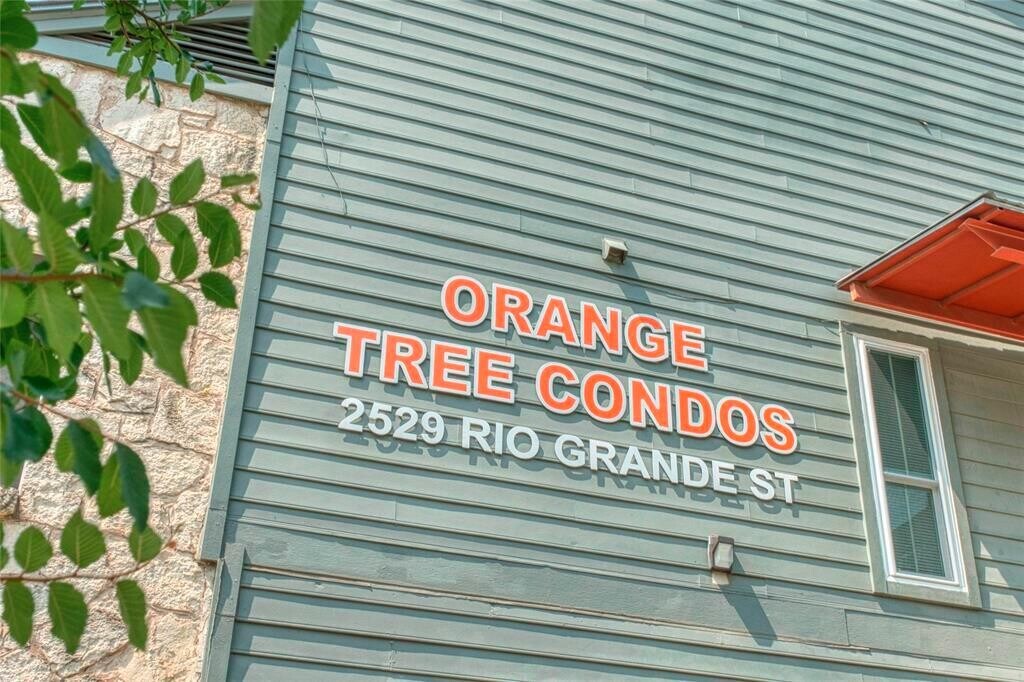 ORANGE
TREE CONDOS
2529 RIO GRANDE ST